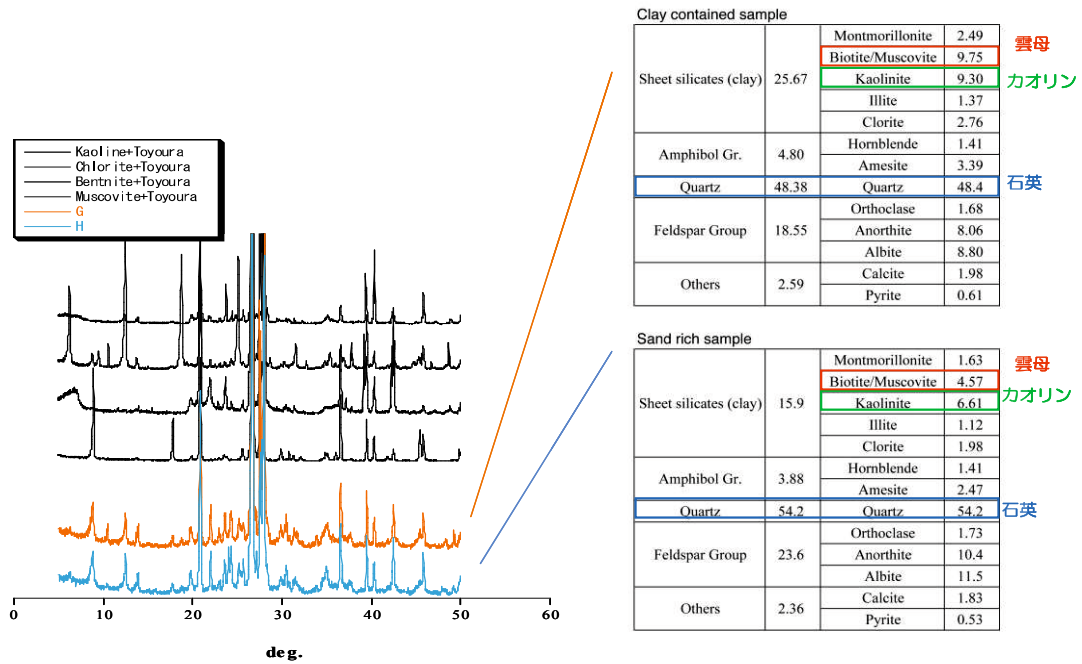 Kaoline+Toyoura
Chlorite+Toyoura
Bentnite+Toyoura
Muscovite+Toyoura
G
H
0 10 20 30 40 50 60
deg.
Clay contained sample
Sheet silicates (clay) 25.67 Montmorillonite 2.49
Biotite/Muscovite 9.75 雲母
Kaolinite 9.30 カオリン
Illite 1.37
Clorite 2.76
Amphibol Gr. 4.80 Hornblende 1.41
Amesite 3.39
Quartz 48.38 Quartz 48.4 石英
Feldspar Group 18.55 Orthoclase 1.68
Anorthite 8.06
Albite 8.80
Others 2.59 Calcite 1.98
Pyrite 0.61
Sand rich sample
Sheet silicates (clay) 15.9 Montmorillonite 1.63
Biotite/Muscovite 4.57 雲母
Kaolinite 6.61 カオリン
Illite 1.12
Clorite 1.98
Amphibol Gr. 3.88 Hornblende 1.41
Amesite 2.47
Quartz 54.2 Quartz 54.2 石英
Feldspar Group 23.6 Orthoclase 1.73
Anorthite 10.4
Albite 11.5
Others 2.36 Calcite 1.83
Pyrite 0.53